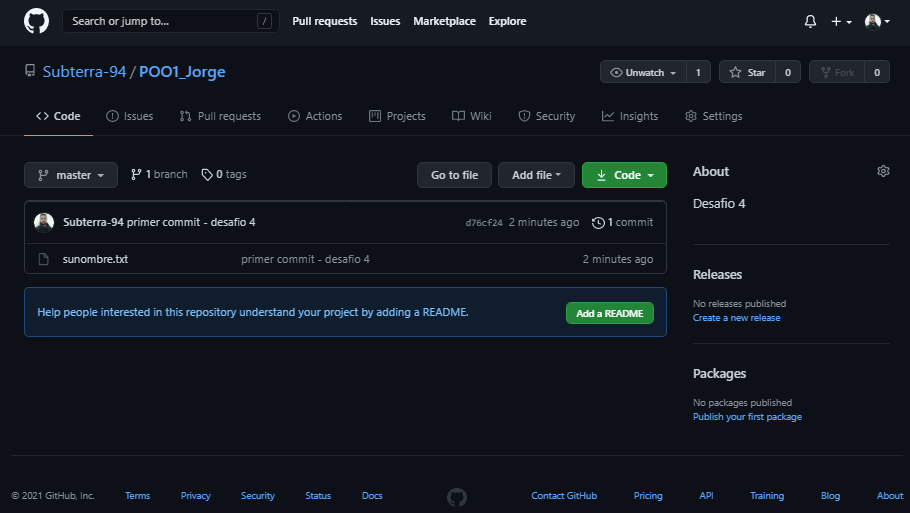 Search or jump to... / Pull requests Issues Marketplace Explore
Subterra-94 / POO1_Jorge Unwatch 1 Star 0 Fork 0
Code Issues Pull requests Actions Projects Wiki Security Insights Settings
master 1 branch 0 tags Go to file Add file Code
Subterra-94 primer commit - desafio 4 d76cf24 2 minutes ago 1 commit
sunombre.txt primer commit - desafio 4 2 minutes ago
Help people interested in this repository understand your project by adding a README. Add a README
About
Desafio 4
Releases
No releases published
Create a new release
Packages
No packages published
Publish your first package
© 2021 GitHub, Inc. Terms Privacy Security Status Docs Contact GitHub Pricing API Training Blog About